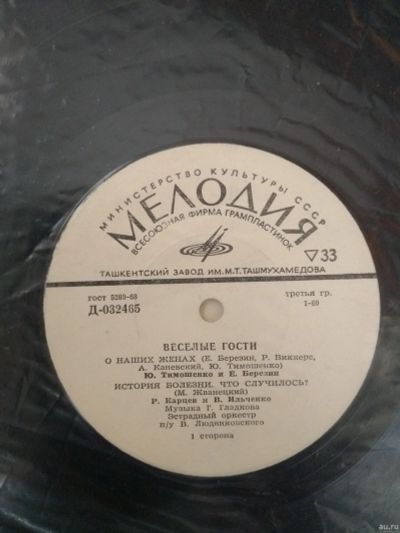 МИНИСТЕРСТВО КУЛЬТУРЫ СССР
МЕЛОДИЯ
ВСЕСОЮЗНАЯ ФИРМА ГРАМПЛАСТИНОК
▽33
ТАШКЕНТСКИЙ ЗАВОД ИМ. М.Т. ТАШМУХАМЕДОВА
гост 5289-68
третья гр.
Д-032465
1-60
ВЕСЕЛЫЕ ГОСТИ
О НАШИХ ЖЕНАХ (Е. Березин, Р. Виккерс,
А. Каневский, Ю. Тимошенко)
Ю. Тимошенко и Е. Березин
ИСТОРИЯ БОЛЕЗНИ, ЧТО СЛУЧИЛОСЬ?
(М. Жванецкий)
Р. Карцев и В. Ильченко
Музыка Г. Гладкова
Эстрадный оркестр
п/у В. Людвиковского
1 сторона
au.ru